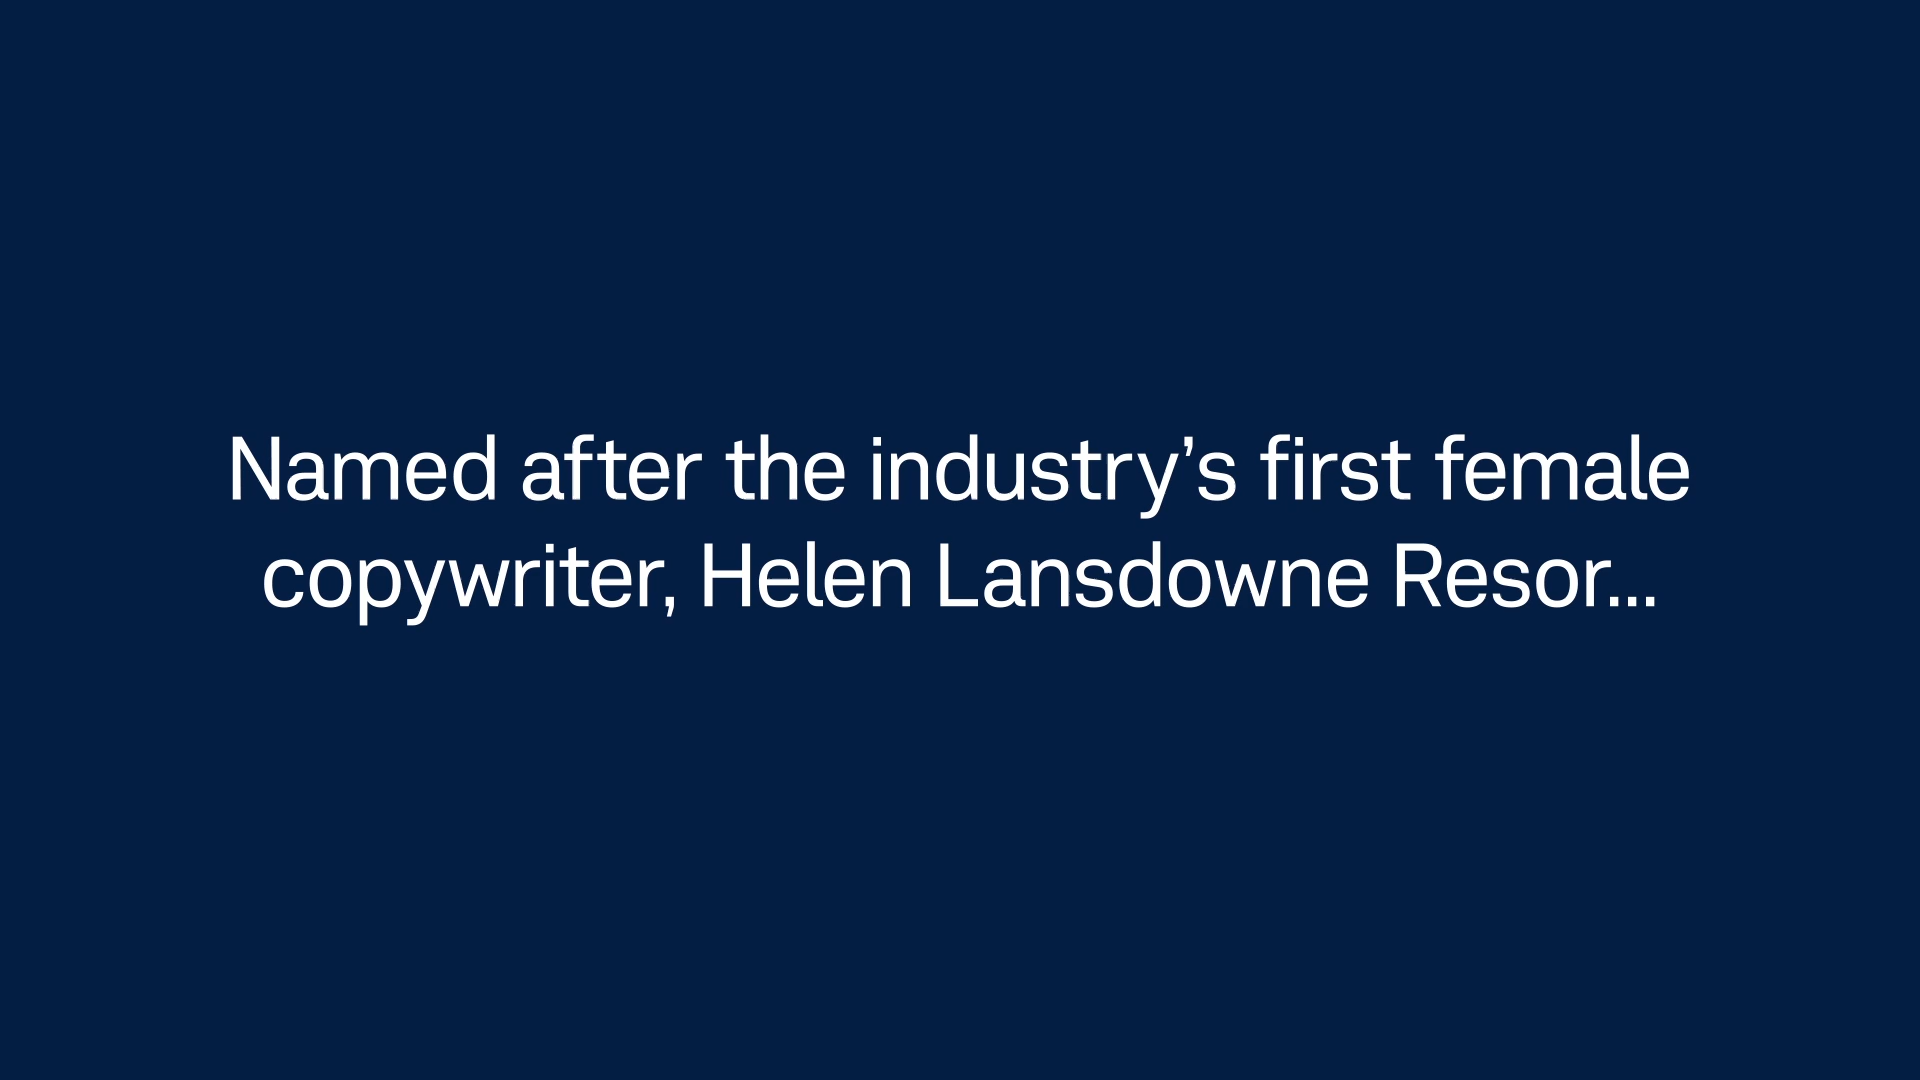 Named after the industry’s first female
copywriter, Helen Lansdowne Resor...